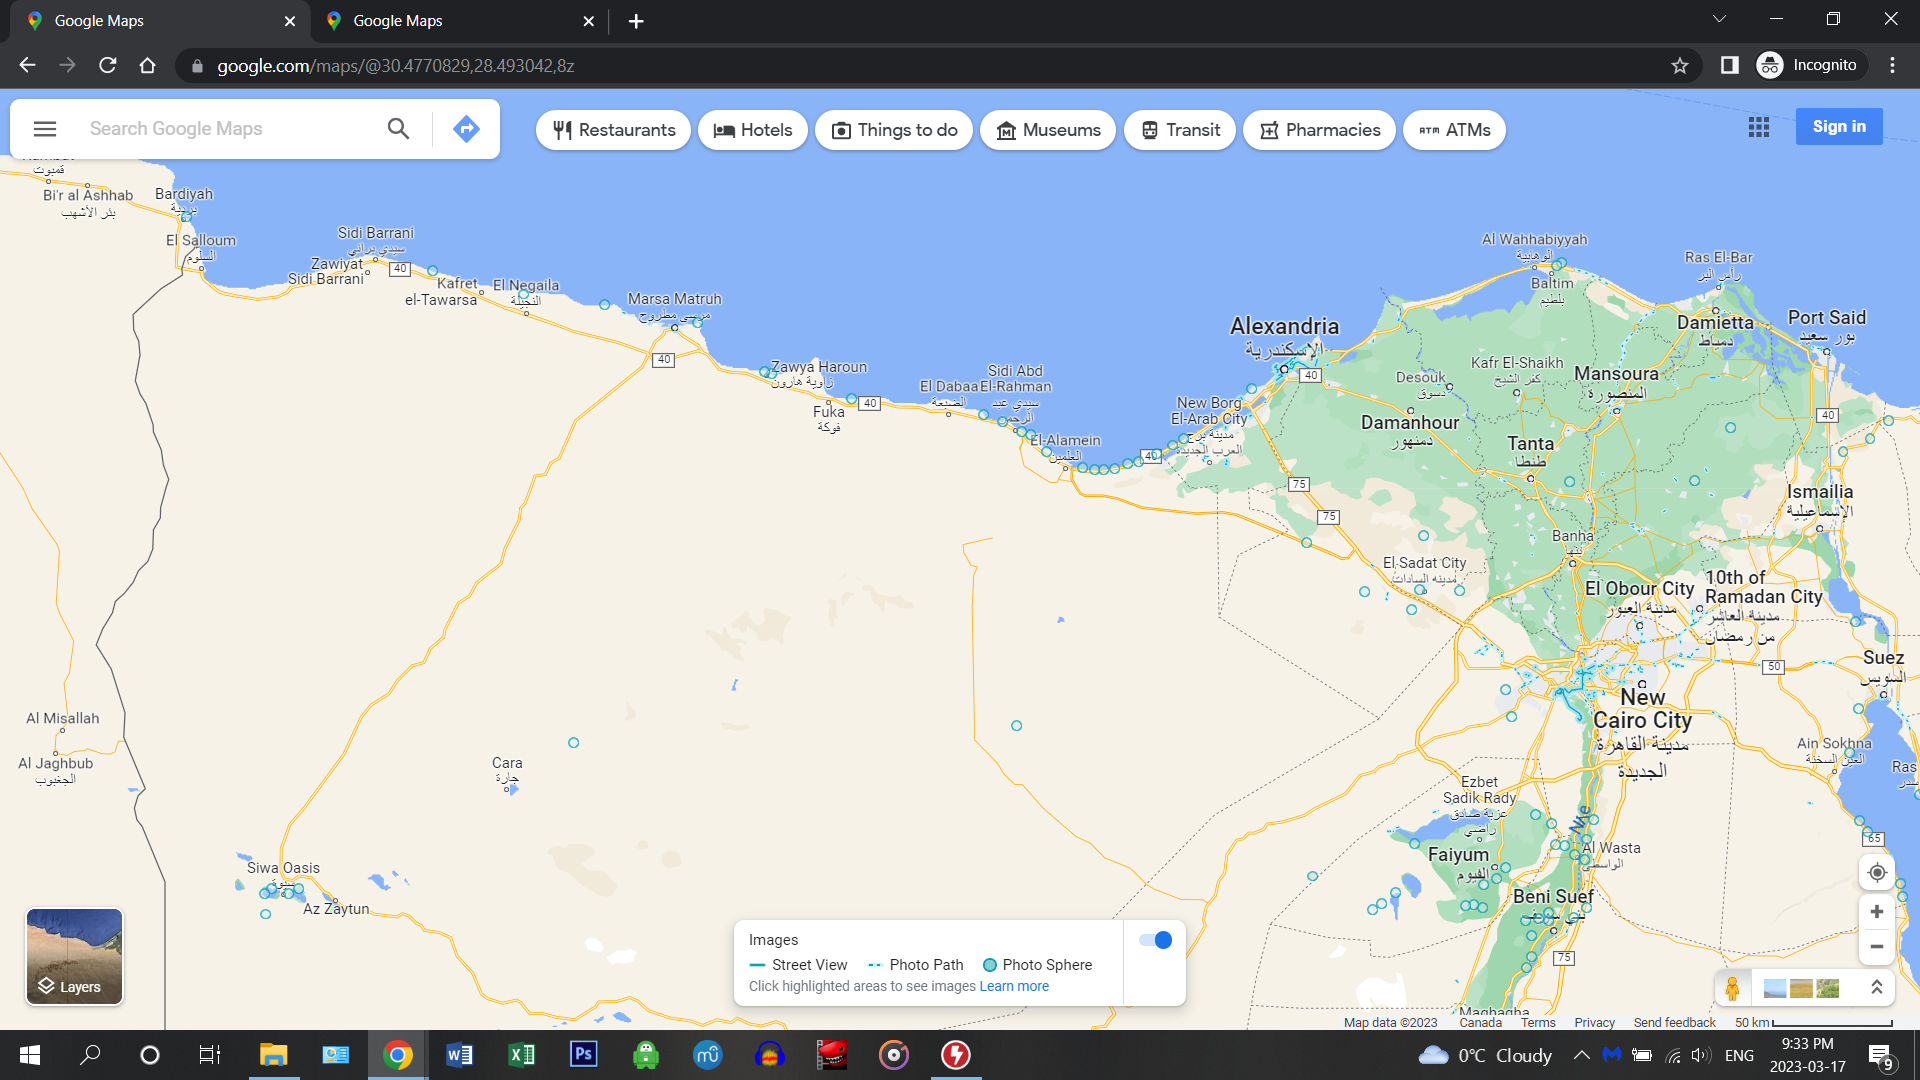 Google Maps
Google Maps
google.com/maps/@30.4770829,28.493042,8z
Incognito
Search Google Maps
Restaurants
Hotels
Things to do
Museums
Transit
Pharmacies
ATM ATMs
Sign in
قمبوت
Bi'r al Ashhab
بئر الأشهب
Bardiyah
بردية
El Salloum
السلوم
Sidi Barrani
سيدي براني
Zawiyat
Sidi Barrani
40
Kafret
el-Tawarsa
El Negaila
النجيلة
Marsa Matruh
مرسى مطروح
40
Zawya Haroun
زاوية هارون
Fuka
فوكة
40
El Dabaa
الضبعة
Sidi Abd
El-Rahman
سيدي عبد
الرحمن
El-Alamein
العلمين
40
New Borg
El-Arab City
مدينة برج
العرب الجديدة
Alexandria
الإسكندرية
40
Al Wahhabiyyah
الوهابية
Baltim
بلطيم
Ras El-Bar
رأس البر
Damietta
دمياط
Port Said
بور سعيد
Kafr El-Shaikh
كفر الشيخ
Desouk
دسوق
Mansoura
المنصورة
Damanhour
دمنهور
Tanta
طنطا
40
75
75
Ismailia
الإسماعيلية
Banha
بنها
El Sadat City
مدينه السادات
El Obour City
مدينة العبور
10th of
Ramadan City
مدينة العاشر
من رمضان
50
Suez
السويس
New
Cairo City
مدينة القاهرة
الجديدة
Ain Sokhna
العين السخنة
Ras
Al Misallah
Al Jaghbub
الجغبوب
Cara
جارة
Siwa Oasis
سيوة
Az Zaytun
Ezbet
Sadik Rady
عزبة صادق
راضي
Nile
Faiyum
الفيوم
Al Wasta
الواسطى
65
Beni Suef
بني سويف
75
Maghagha
Layers
Images
Street View
Photo Path
Photo Sphere
Click highlighted areas to see images Learn more
Map data ©2023
Canada
Terms
Privacy
Send feedback
50 km
0°C Cloudy
ENG
9:33 PM
2023-03-17
9